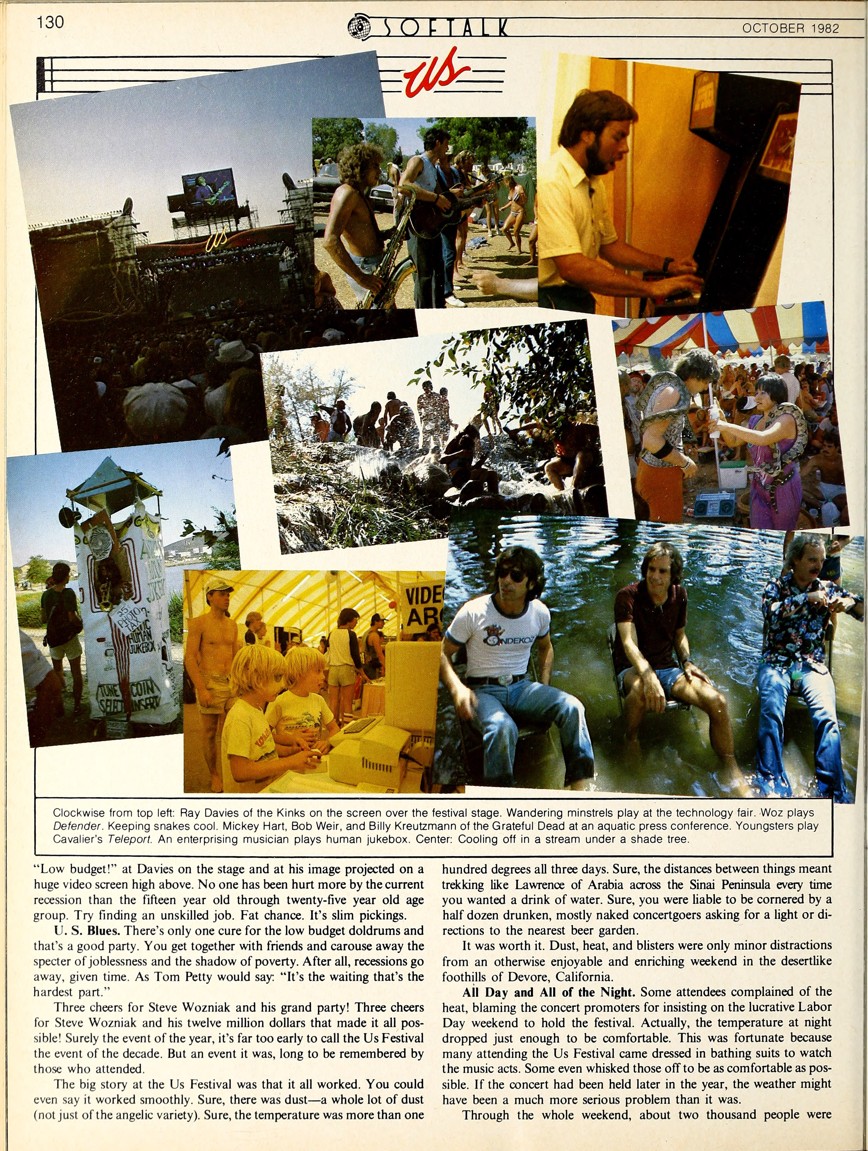 130
SOFTALK
OCTOBER 1982
us
us
ONDEKOZA
VIDE
ARC
HUMAN
JUKEBOX
TUNE COIN
SELECT INSERT
Clockwise from top left: Ray Davies of the Kinks on the screen over the festival stage. Wandering minstrels play at the technology fair. Woz plays
Defender. Keeping snakes cool. Mickey Hart, Bob Weir, and Billy Kreutzmann of the Grateful Dead at an aquatic press conference. Youngsters play
Cavalier's Teleport. An enterprising musician plays human jukebox. Center: Cooling off in a stream under a shade tree.
"Low budget!" at Davies on the stage and at his image projected on a
huge video screen high above. No one has been hurt more by the current
recession than the fifteen year old through twenty-five year old age
group. Try finding an unskilled job. Fat chance. It's slim pickings.
U. S. Blues. There's only one cure for the low budget doldrums and
that's a good party. You get together with friends and carouse away the
specter of joblessness and the shadow of poverty. After all, recessions go
away, given time. As Tom Petty would say: "It's the waiting that's the
hardest part."
Three cheers for Steve Wozniak and his grand party! Three cheers
for Steve Wozniak and his twelve million dollars that made it all pos-
sible! Surely the event of the year, it's far too early to call the Us Festival
the event of the decade. But an event it was, long to be remembered by
those who attended.
The big story at the Us Festival was that it all worked. You could
even say it worked smoothly. Sure, there was dust—a whole lot of dust
(not just of the angelic variety). Sure, the temperature was more than one
hundred degrees all three days. Sure, the distances between things meant
trekking like Lawrence of Arabia across the Sinai Peninsula every time
you wanted a drink of water. Sure, you were liable to be cornered by a
half dozen drunken, mostly naked concertgoers asking for a light or di-
rections to the nearest beer garden.
It was worth it. Dust, heat, and blisters were only minor distractions
from an otherwise enjoyable and enriching weekend in the desertlike
foothills of Devore, California.
All Day and All of the Night. Some attendees complained of the
heat, blaming the concert promoters for insisting on the lucrative Labor
Day weekend to hold the festival. Actually, the temperature at night
dropped just enough to be comfortable. This was fortunate because
many attending the Us Festival came dressed in bathing suits to watch
the music acts. Some even whisked those off to be as comfortable as pos-
sible. If the concert had been held later in the year, the weather might
have been a much more serious problem than it was.
Through the whole weekend, about two thousand people were